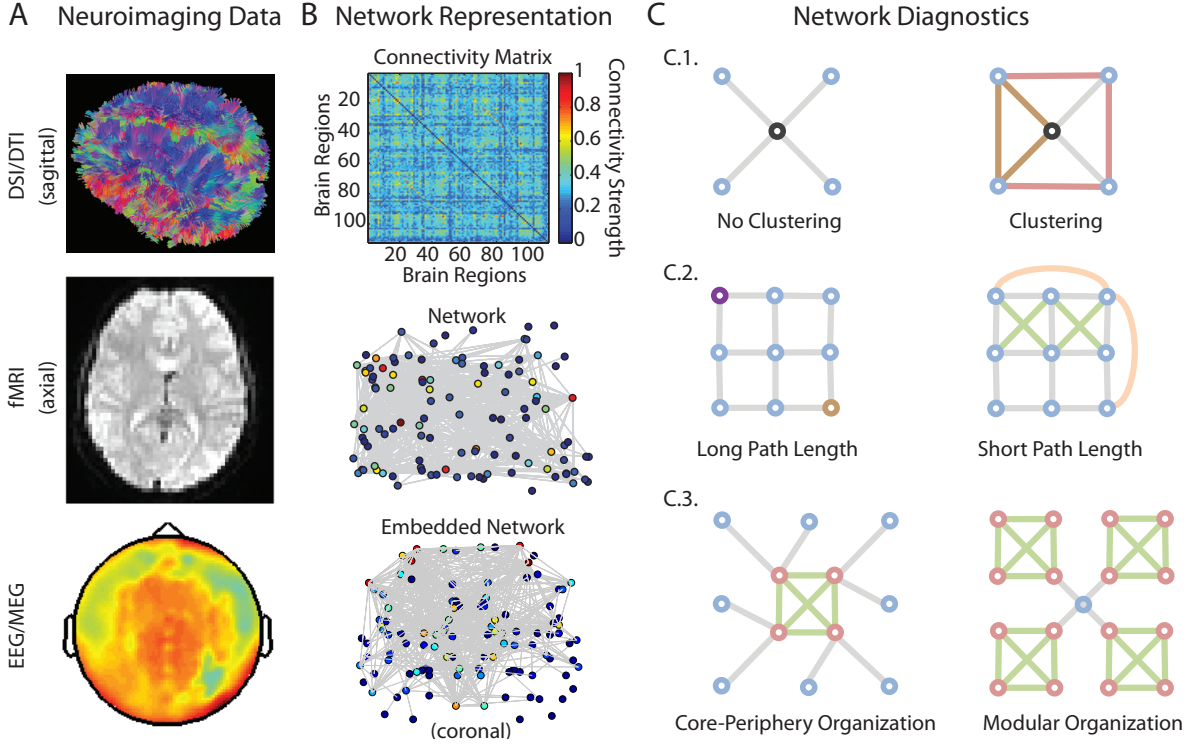 A Neuroimaging Data
DSI/DTI
(sagittal)
fMRI
(axial)
EEG/MEG
B Network Representation
Connectivity Matrix
Brain Regions
20
40
60
80
100
20 40 60 80 100
Brain Regions
1
0.8
0.6
0.4
0.2
0
Connectivity Strength
Network
Embedded Network
(coronal)
C Network Diagnostics
C.1.
No Clustering
Clustering
C.2.
Long Path Length
Short Path Length
C.3.
Core-Periphery Organization
Modular Organization